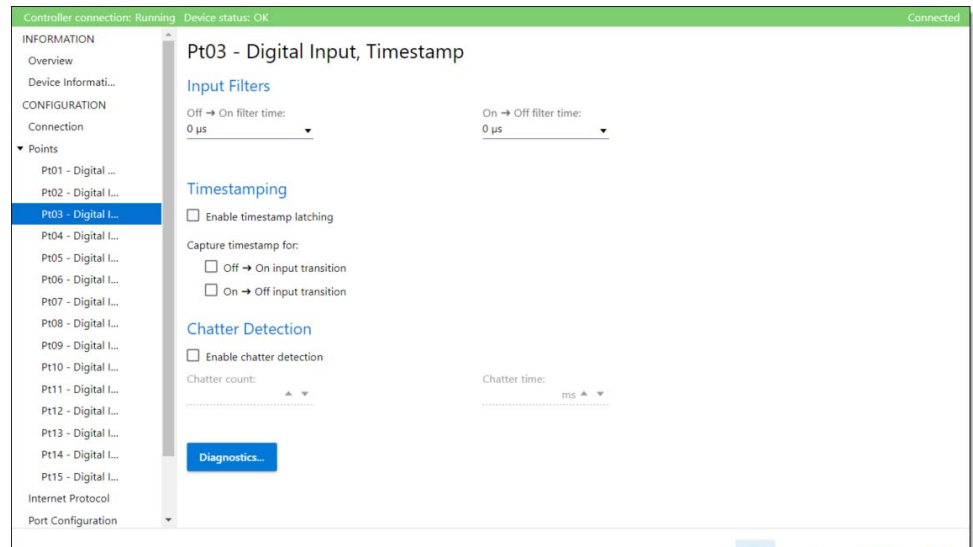 Controller connection: Running Device status: OK Connected
INFORMATION
Overview
Device Informati...
CONFIGURATION
Connection
Points
Pt01 - Digital ...
Pt02 - Digital I...
Pt03 - Digital I...
Pt04 - Digital I...
Pt05 - Digital I...
Pt06 - Digital I...
Pt07 - Digital I...
Pt08 - Digital I...
Pt09 - Digital I...
Pt10 - Digital I...
Pt11 - Digital I...
Pt12 - Digital I...
Pt13 - Digital I...
Pt14 - Digital I...
Pt15 - Digital I...
Internet Protocol
Port Configuration
Pt03 - Digital Input, Timestamp
Input Filters
Off → On filter time: On → Off filter time:
0 µs 0 µs
Timestamping
Enable timestamp latching
Capture timestamp for:
Off → On input transition
On → Off input transition
Chatter Detection
Enable chatter detection
Chatter count: Chatter time:
ms
Diagnostics...